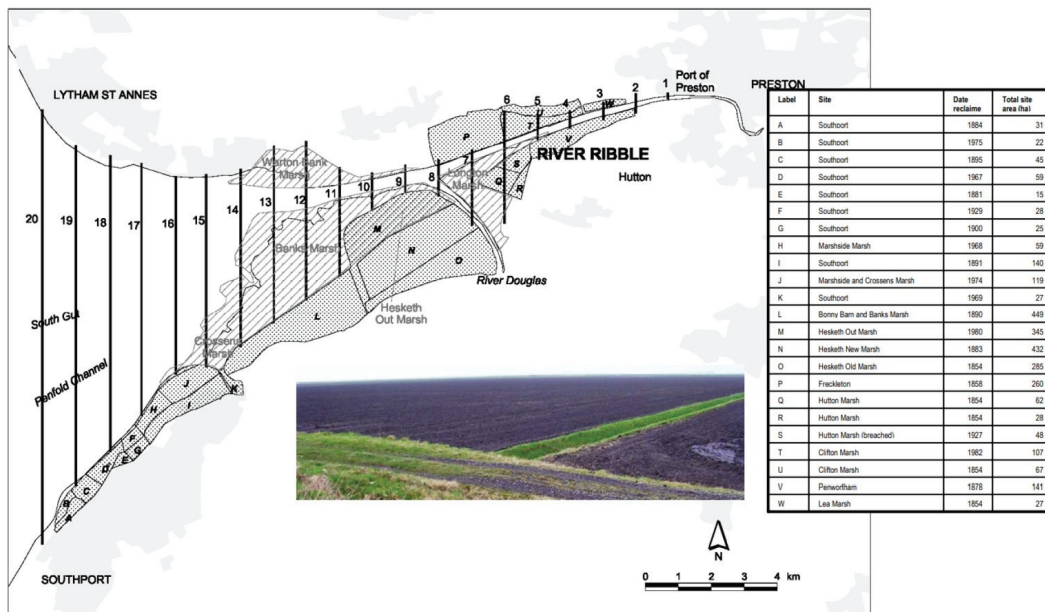 LYTHAM ST ANNES
Port of
Preston
PRESTON
1
2
3
4
5
6
7
8
9
10
11
12
13
14
15
16
17
18
19
20
W
U
T
V
P
S
Q
R
RIVER RIBBLE
Hutton
Warton Bank
Marsh
Longton
Marsh
Banks Marsh
M
N
O
River Douglas
Hesketh
Out Marsh
L
Crossens
Marsh
South Gut
Penfold Channel
J
K
H
I
F
G
E
D
C
B
A
SOUTHPORT
N
0 1 2 3 4 km
Label Site Date reclaime Total site area (ha)
A Southport 1884 31
B Southport 1975 22
C Southport 1895 45
D Southport 1967 59
E Southport 1881 15
F Southport 1929 28
G Southport 1900 25
H Marshside Marsh 1968 59
I Southport 1891 140
J Marshside and Crossens Marsh 1974 119
K Southport 1969 27
L Bonny Barn and Banks Marsh 1890 449
M Hesketh Out Marsh 1980 345
N Hesketh New Marsh 1883 432
O Hesketh Old Marsh 1854 285
P Freckleton 1858 260
Q Hutton Marsh 1854 62
R Hutton Marsh 1854 28
S Hutton Marsh (breached) 1927 48
T Clifton Marsh 1982 107
U Clifton Marsh 1854 67
V Penwortham 1878 141
W Lea Marsh 1854 27